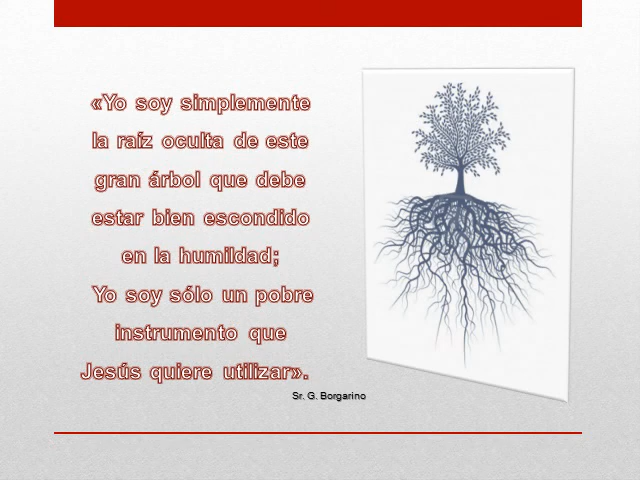 «Yo soy simplemente
la raíz oculta de este
gran árbol que debe
estar bien escondido
en la humildad;
Yo soy sólo un pobre
instrumento que
Jesús quiere utilizar».
Sr. G. Borgarino